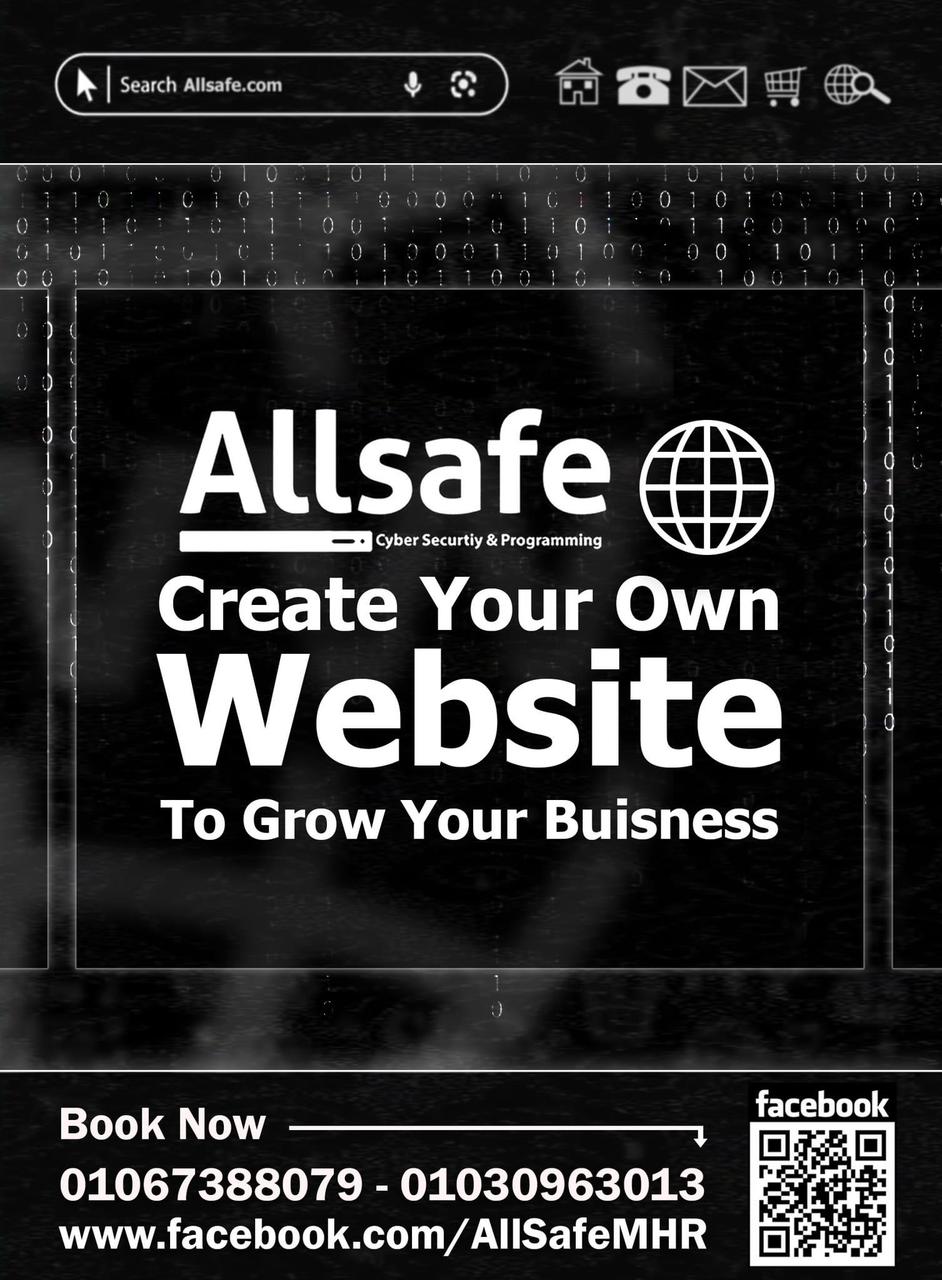 Search Allsafe.com
Allsafe
Cyber Securtiy & Programming
Create Your Own
Website
To Grow Your Buisness
Book Now
01067388079 - 01030963013
www.facebook.com/AllSafeMHR
facebook